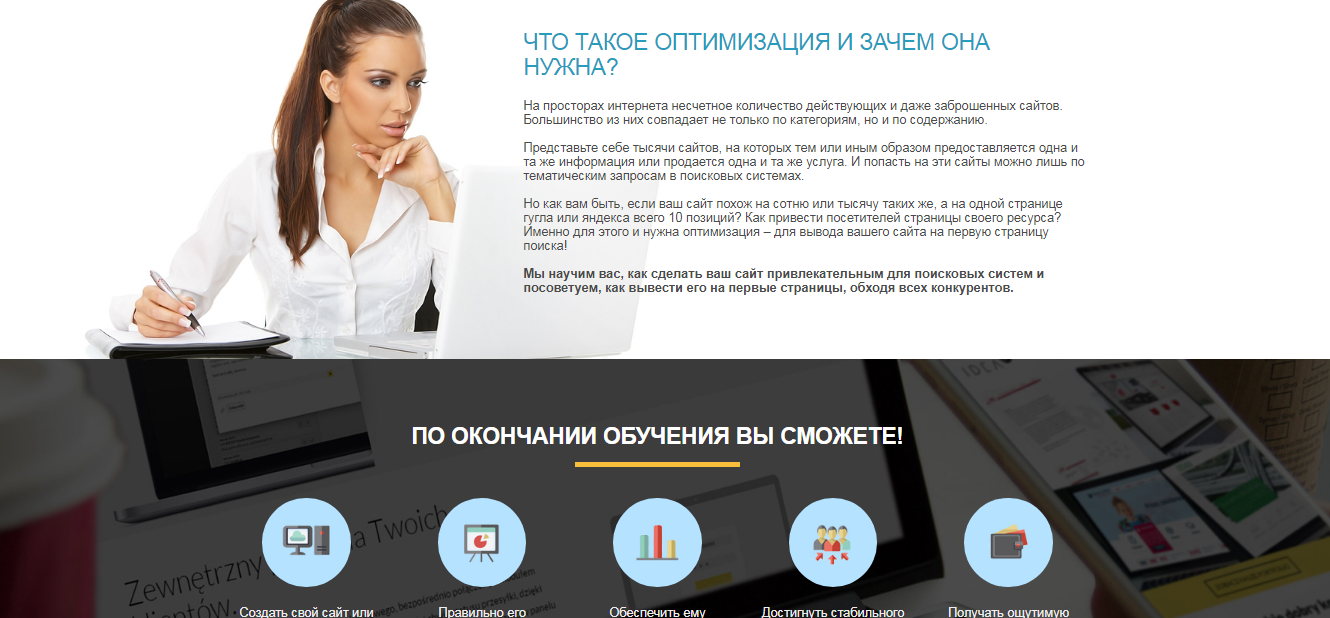 ЧТО ТАКОЕ ОПТИМИЗАЦИЯ И ЗАЧЕМ ОНА
НУЖНА?
На просторах интернета несчетное количество действующих и даже заброшенных сайтов.
Большинство из них совпадает не только по категориям, но и по содержанию.
Представьте себе тысячи сайтов, на которых тем или иным образом предоставляется одна и
та же информация или продается одна и та же услуга. И попасть на эти сайты можно лишь по
тематическим запросам в поисковых системах.
Но как вам быть, если ваш сайт похож на сотню или тысячу таких же, а на одной странице
гугла или яндекса всего 10 позиций? Как привести посетителей страницы своего ресурса?
Именно для этого и нужна оптимизация – для вывода вашего сайта на первую страницу
поиска!
Мы научим вас, как сделать ваш сайт привлекательным для поисковых систем и
посоветуем, как вывести его на первые страницы, обходя всех конкурентов.
ПО ОКОНЧАНИИ ОБУЧЕНИЯ ВЫ СМОЖЕТЕ!
a Twoich
Zewnętrzny
klientów.
Создать свой сайт или
Правильно его
Обеспечить ему
Достигнуть стабильного
Получать ощутимую